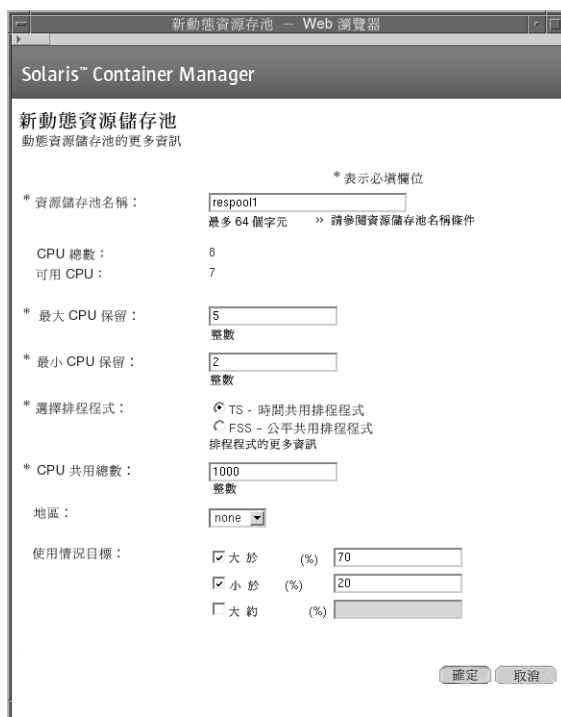 新動態資源存池 — Web 瀏覽器
Solaris™ Container Manager
新動態資源儲存池
動態資源儲存池的更多資訊
* 表示必填欄位
* 資源儲存池名稱： respool1
最多 64 個字元 » 請參閱資源儲存池名稱條件
CPU 總數： 8
可用 CPU： 7
* 最大 CPU 保留： 5
整數
* 最小 CPU 保留： 2
整數
* 選擇排程程式： TS - 時間共用排程程式
FSS - 公平共用排程程式
排程程式的更多資訊
* CPU 共用總數： 1000
整數
地區： none
使用情況目標： 大於 (%) 70
小於 (%) 20
大約 (%)
確定 取消